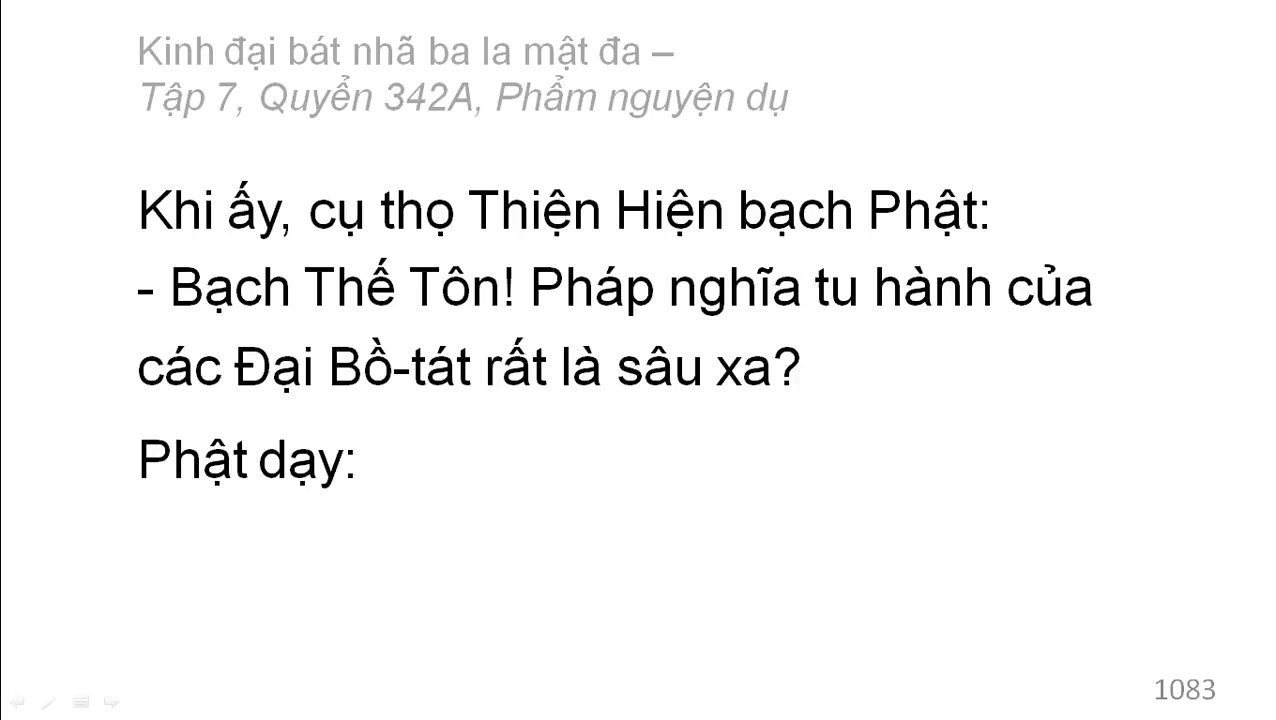 Kinh đại bát nhã ba la mật đa –
Tập 7, Quyển 342A, Phẩm nguyện dụ
Khi ấy, cụ thọ Thiện Hiện bạch Phật:
- Bạch Thế Tôn! Pháp nghĩa tu hành của
các Đại Bồ-tát rất là sâu xa?
Phật dạy:
1083